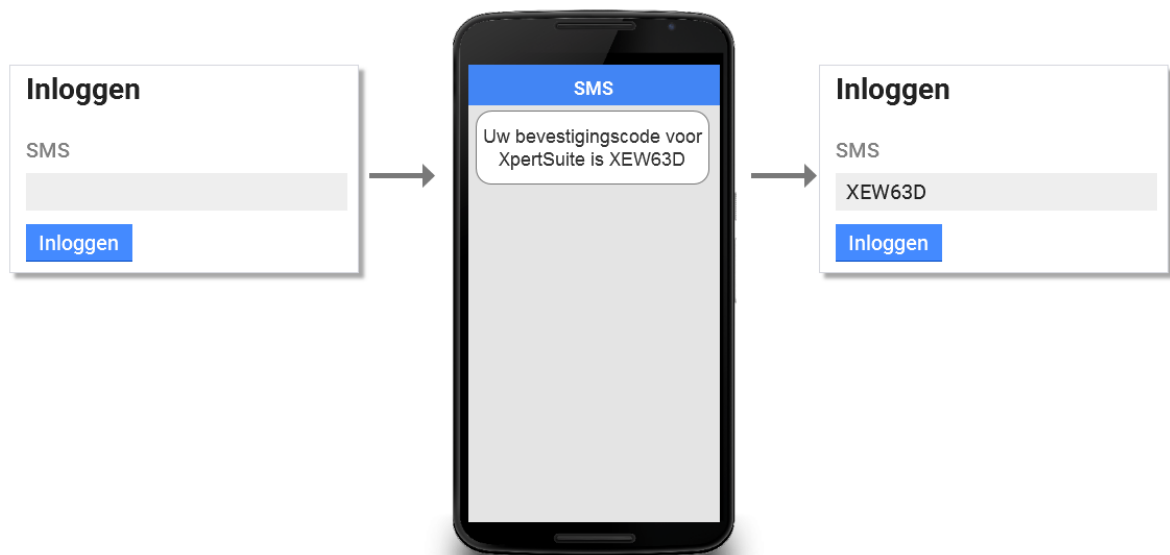 Inloggen
SMS
Inloggen
SMS
Uw bevestigingscode voor
XpertSuite is XEW63D
Inloggen
SMS
XEW63D
Inloggen